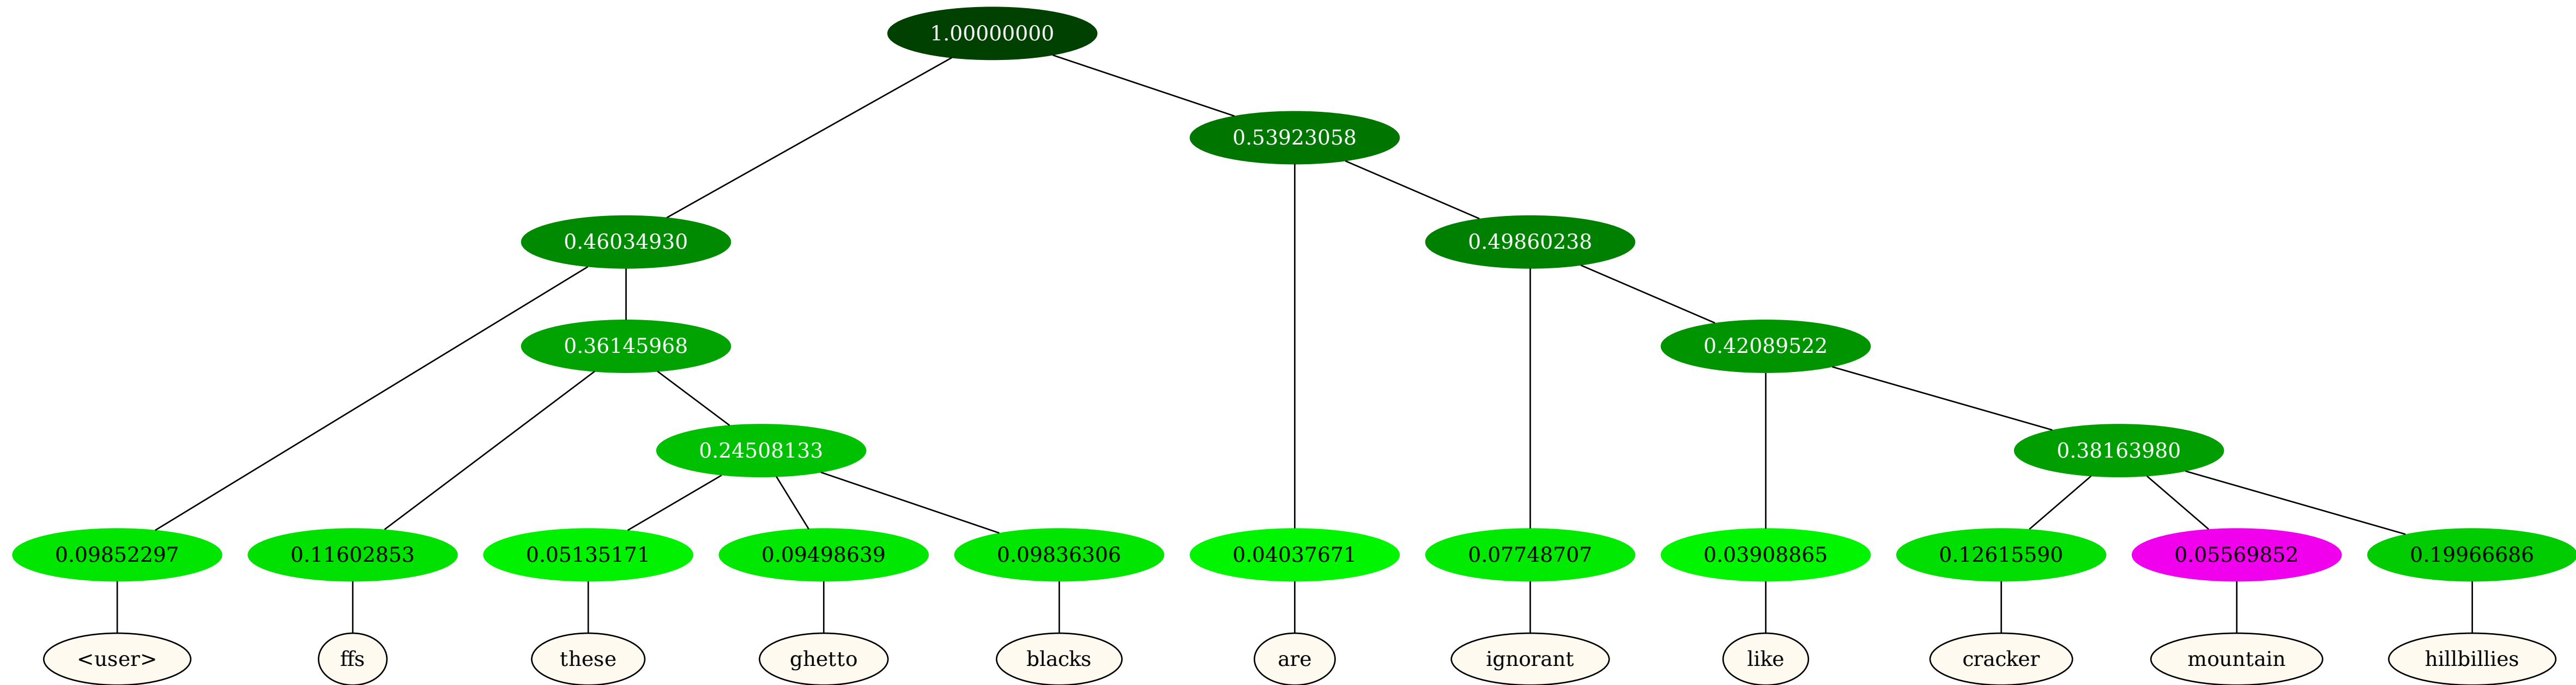 1.00000000
0.53923058
0.46034930 0.49860238
0.36145968 0.42089522
0.24508133 0.38163980
0.09852297 0.11602853 0.05135171 0.09498639 0.09836306 0.04037671 0.07748707 0.03908865 0.12615590 0.05569852 0.19966686
<user> ffs these ghetto blacks are ignorant like cracker mountain hillbillies